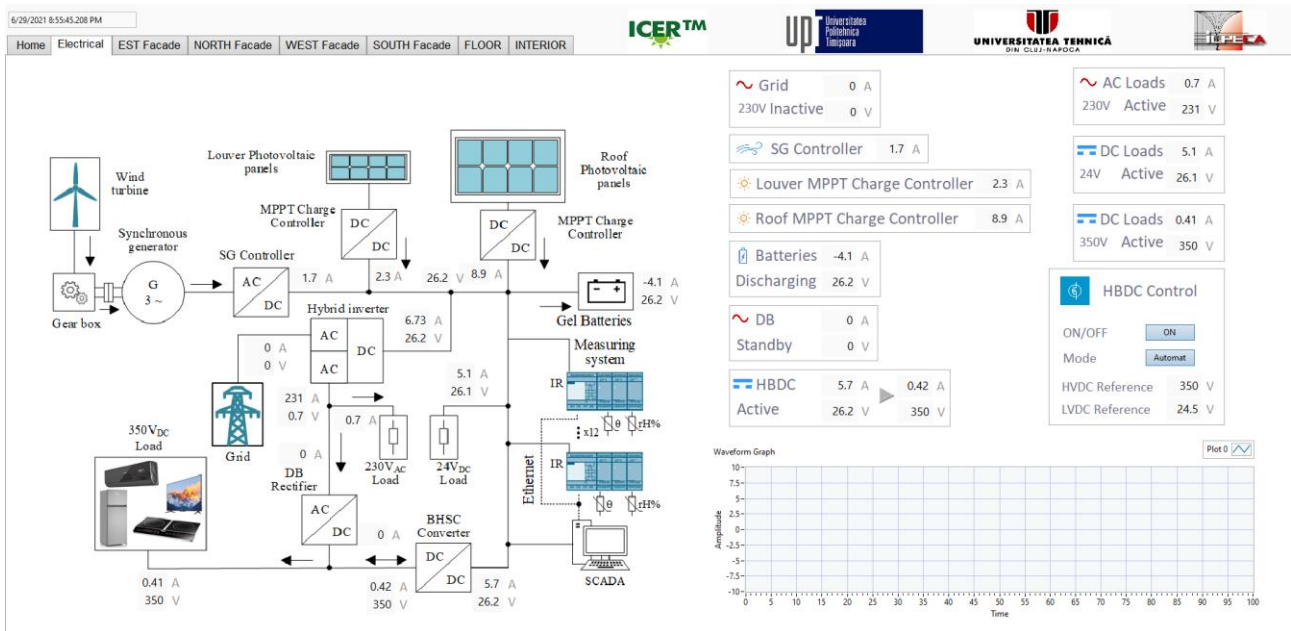 6/29/2021 8:55:45.208 PM
ICER™
UPT Universitatea
Politehnica
Timișoara
UNIVERSITATEA TEHNICĂ
DIN CLUJ-NAPOCA
Home Electrical EST Facade NORTH Facade WEST Facade SOUTH Facade FLOOR INTERIOR
Wind
turbine
Louver Photovoltaic
panels
Roof
Photovoltaic
panels
MPPT Charge
Controller
DC
DC
DC
DC
MPPT Charge
Controller
Synchronous
generator
G
3 ~
Gear box
SG Controller
AC
DC
1.7 A
2.3 A
26.2 V
8.9 A
-4.1 A
26.2 V
Gel Batteries
Hybrid inverter
AC
AC
DC
6.73 A
26.2 V
0 A
0 V
Grid
231 A
0.7 V
0.7 A
230VAC
Load
5.1 A
26.1 V
24VDC
Load
Measuring
system
IR
θ rH%
x12
IR
θ rH%
Ethernet
SCADA
350VDC
Load
0 A
DB
Rectifier
AC
DC
0 A
BHSC
Converter
DC
DC
0.41 A
350 V
0.42 A
350 V
5.7 A
26.2 V
Grid 0 A
230V Inactive 0 V
SG Controller 1.7 A
Louver MPPT Charge Controller 2.3 A
Roof MPPT Charge Controller 8.9 A
Batteries -4.1 A
Discharging 26.2 V
DB 0 A
Standby 0 V
HBDC 5.7 A 0.42 A
Active 26.2 V 350 V
AC Loads 0.7 A
230V Active 231 V
DC Loads 5.1 A
24V Active 26.1 V
DC Loads 0.41 A
350V Active 350 V
HBDC Control
ON/OFF ON
Mode Automat
HVDC Reference 350 V
LVDC Reference 24.5 V
Waveform Graph Plot 0
10
7.5
5
2.5
0
-2.5
-5
-7.5
-10
Amplitude
0 5 10 15 20 25 30 35 40 45 50 55 60 65 70 75 80 85 90 95 100
Time